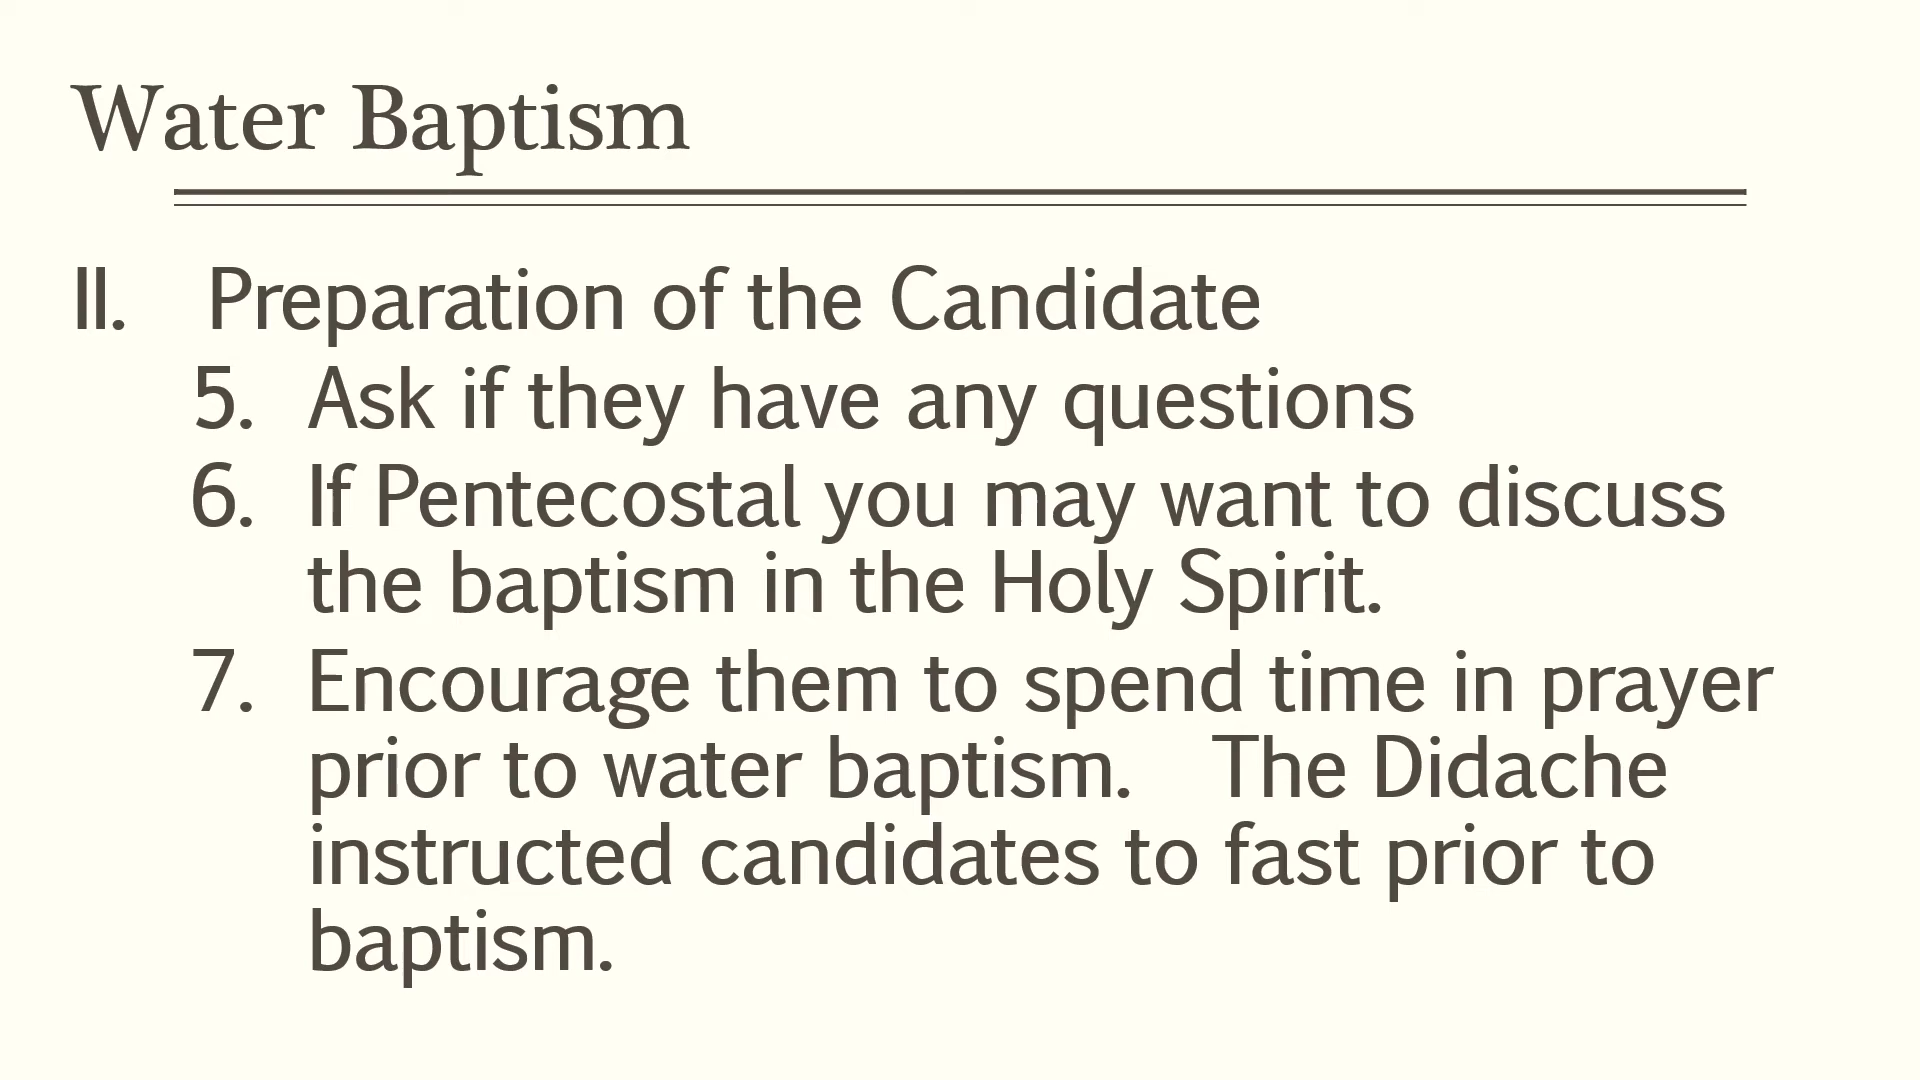 Water Baptism
II. Preparation of the Candidate
5. Ask if they have any questions
6. If Pentecostal you may want to discuss
the baptism in the Holy Spirit.
7. Encourage them to spend time in prayer
prior to water baptism. The Didache
instructed candidates to fast prior to
baptism.